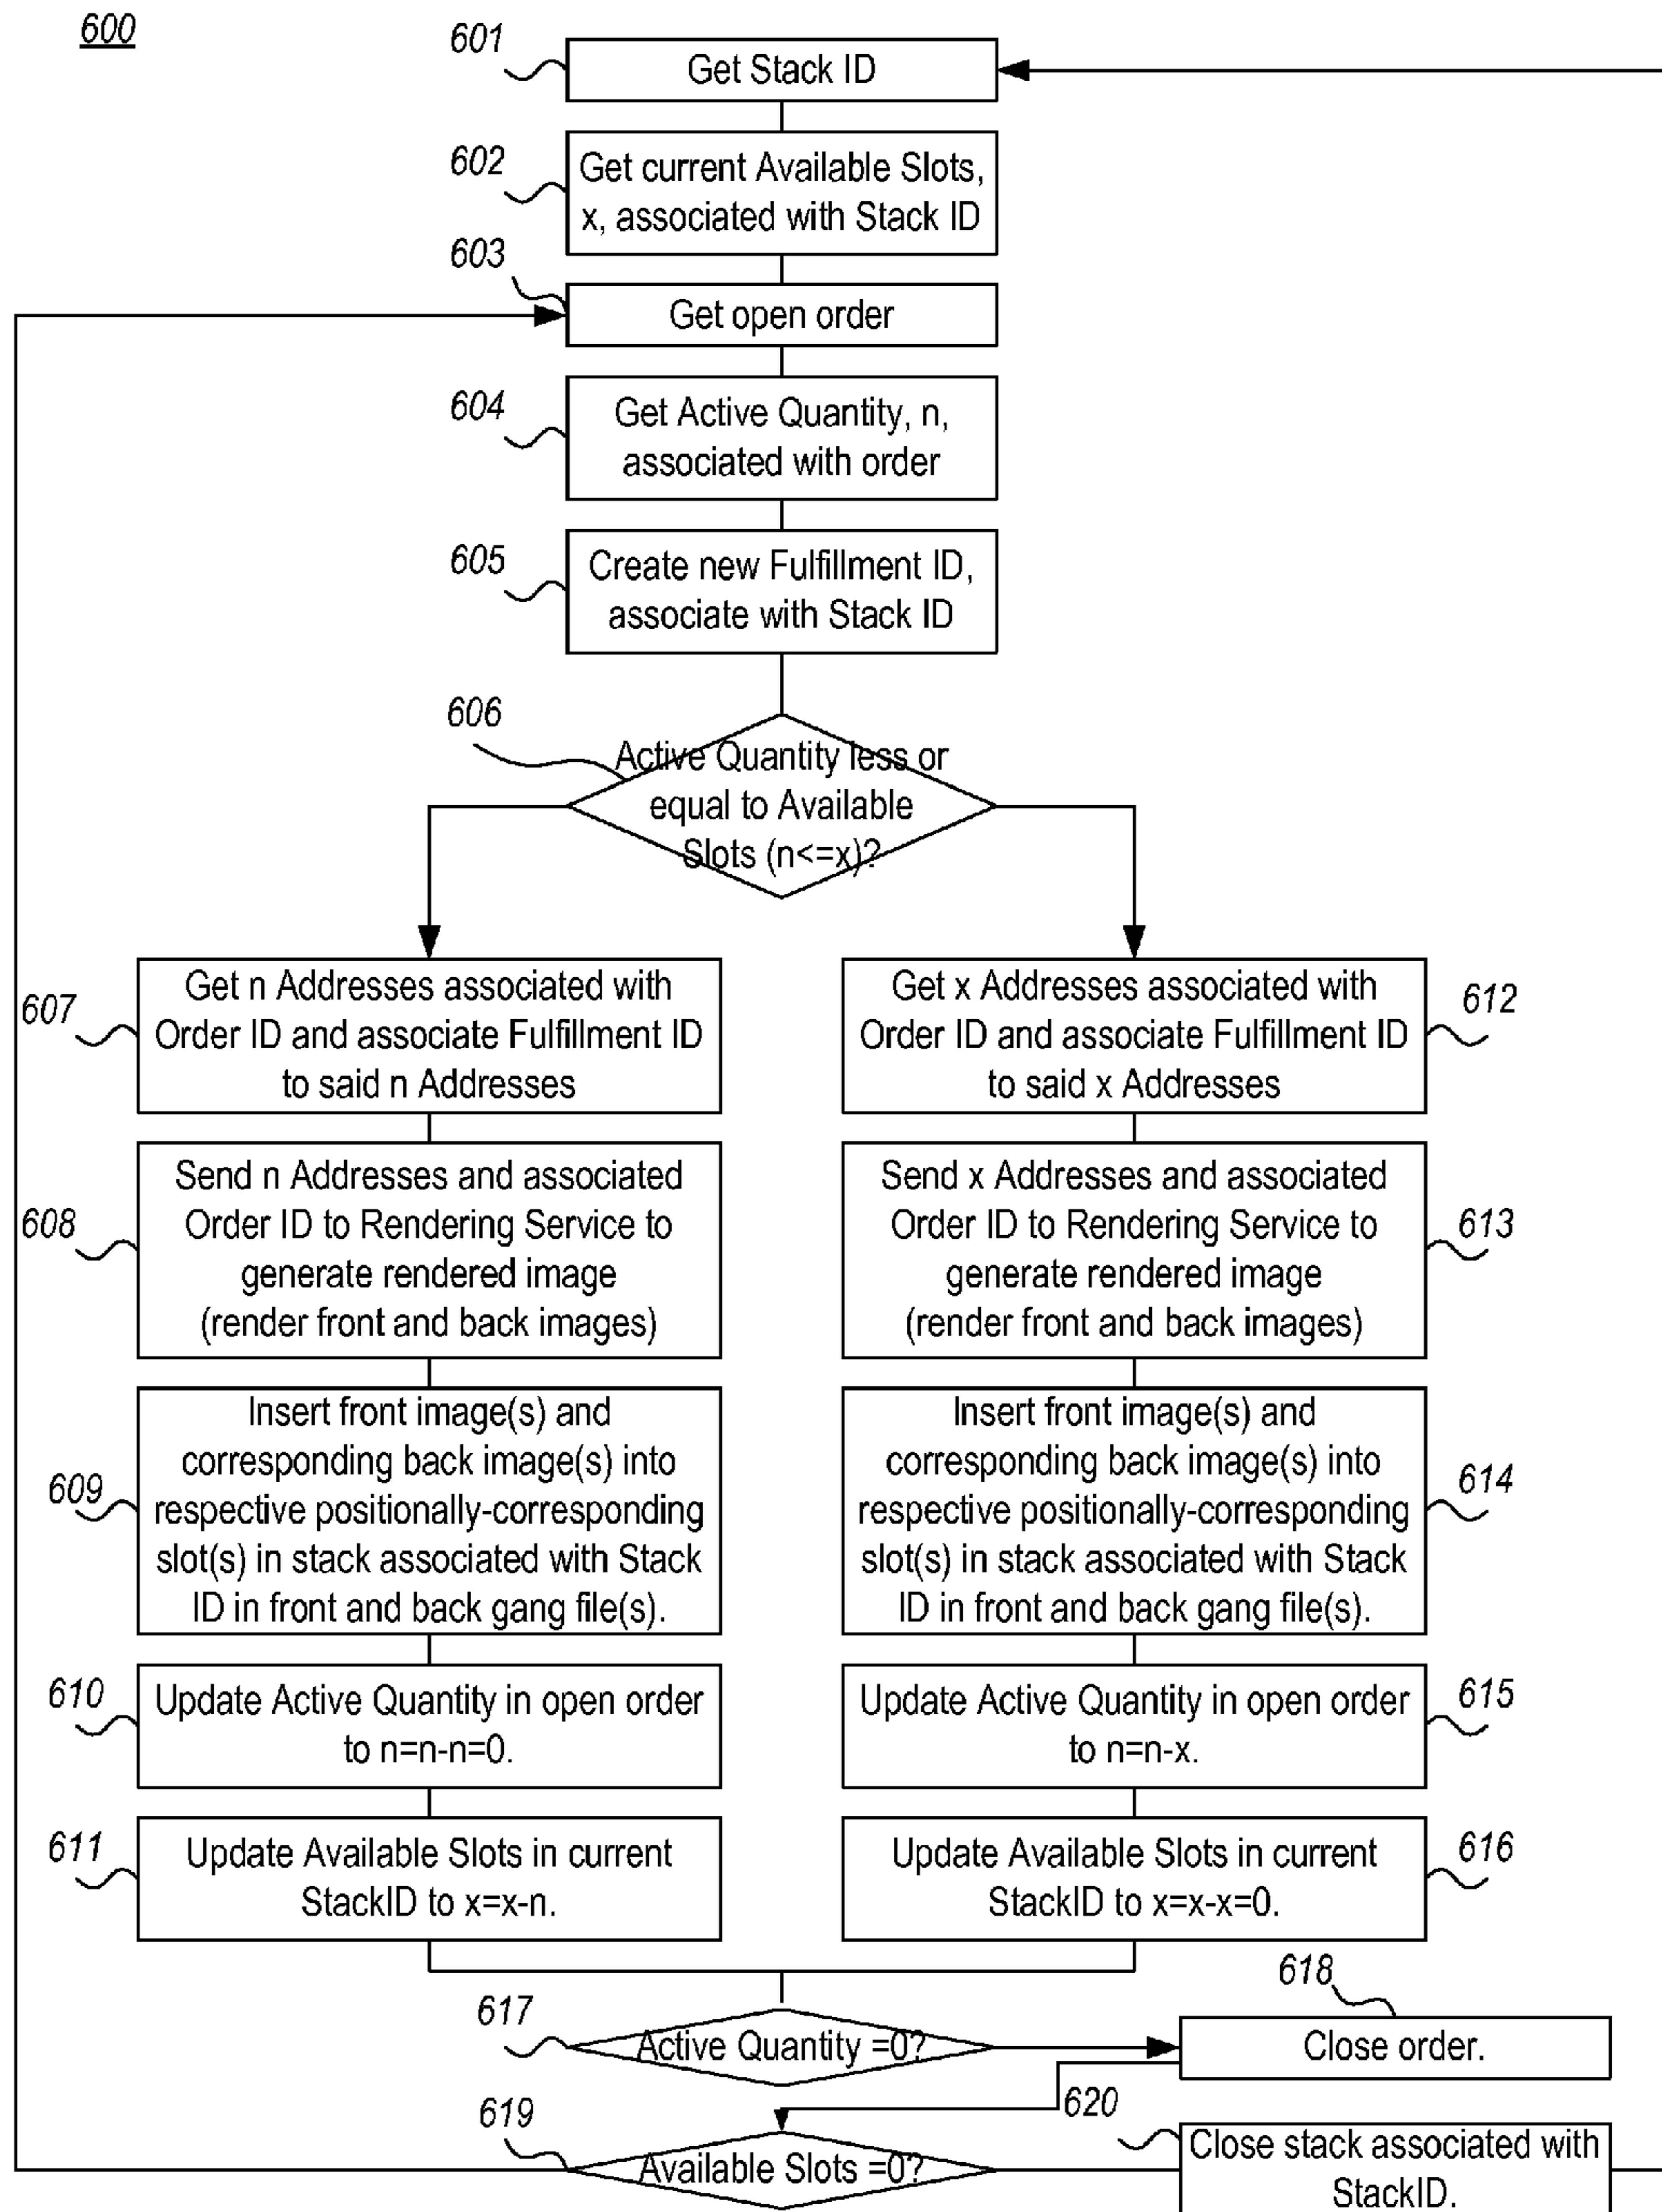 600
601
Get Stack ID
602
Get current Available Slots,
x, associated with Stack ID
603
Get open order
604
Get Active Quantity, n,
associated with order
605
Create new Fulfillment ID,
associate with Stack ID
606
Active Quantity less or
equal to Available
Slots (n<=x)?
607
Get n Addresses associated with
Order ID and associate Fulfillment ID
to said n Addresses
608
Send n Addresses and associated
Order ID to Rendering Service to
generate rendered image
(render front and back images)
609
Insert front image(s) and
corresponding back image(s) into
respective positionally-corresponding
slot(s) in stack associated with Stack
ID in front and back gang file(s).
610
Update Active Quantity in open order
to n=n-n=0.
611
Update Available Slots in current
StackID to x=x-n.
612
Get x Addresses associated with
Order ID and associate Fulfillment ID
to said x Addresses
613
Send x Addresses and associated
Order ID to Rendering Service to
generate rendered image
(render front and back images)
614
Insert front image(s) and
corresponding back image(s) into
respective positionally-corresponding
slot(s) in stack associated with Stack
ID in front and back gang file(s).
615
Update Active Quantity in open order
to n=n-x.
616
Update Available Slots in current
StackID to x=x-x=0.
617
Active Quantity =0?
618
Close order.
619
Available Slots =0?
620
Close stack associated with
StackID.